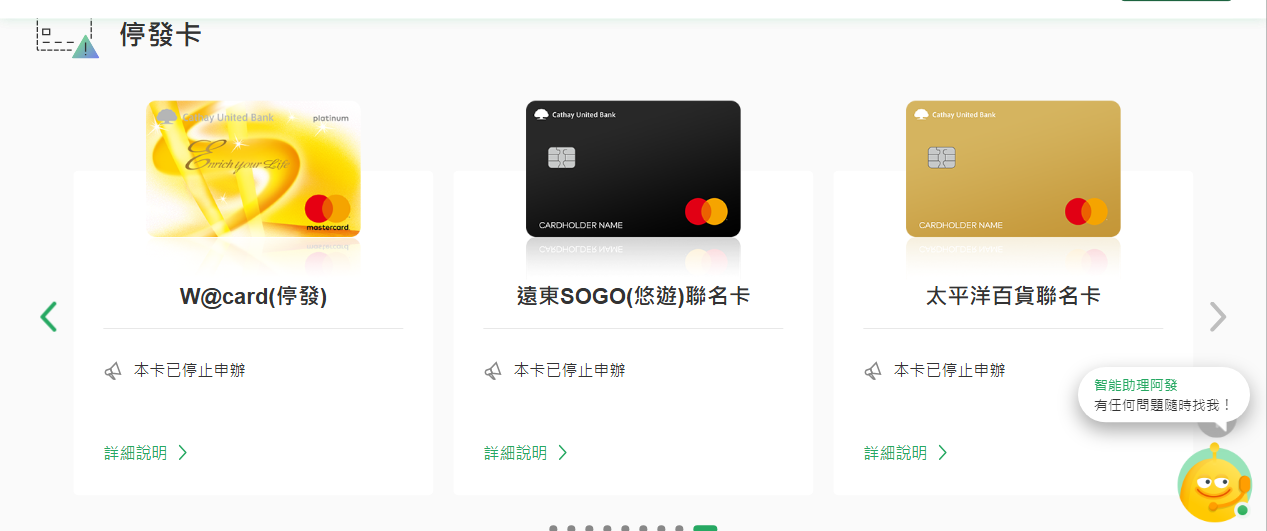 停發卡
Cathay United Bank
platinum
Enrich your Life
mastercard
Cathay United Bank
CARDHOLDER NAME
Cathay United Bank
CARDHOLDER NAME
W@card(停發)
遠東SOGO(悠遊)聯名卡
太平洋百貨聯名卡
本卡已停止申辦
本卡已停止申辦
本卡已停止申辦
智能助理阿發
有任何問題隨時找我！
詳細說明
詳細說明
詳細說明